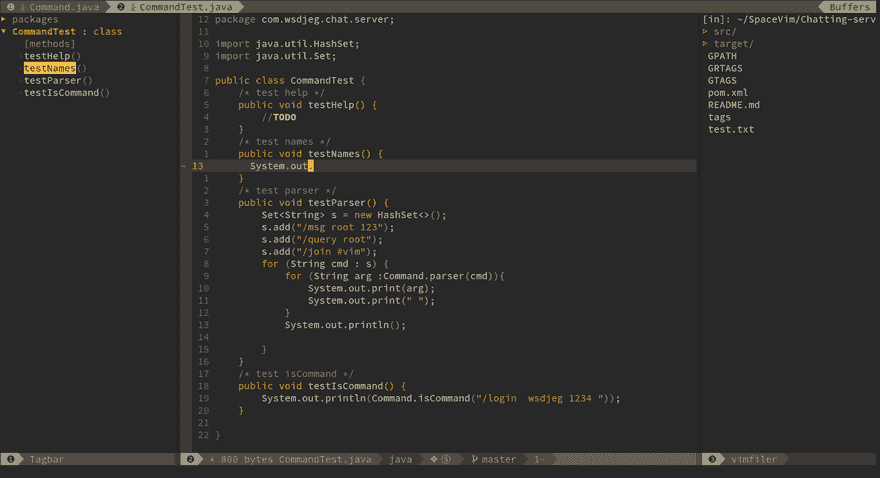 ❶ Command.java ❷ CommandTest.java Buffers
▸ packages
▼ CommandTest : class
[methods]
testHelp()
testNames()
testParser()
testIsCommand()
12 package com.wsdjeg.chat.server;
11
10 import java.util.HashSet;
9 import java.util.Set;
8
7 public class CommandTest {
6 /* test help */
5 public void testHelp() {
4 //TODO
3 }
2 /* test names */
1 public void testNames() {
~ 13 System.out.
1 }
2 /* test parser */
3 public void testParser() {
4 Set<String> s = new HashSet<>();
5 s.add("/msg root 123");
6 s.add("/query root");
7 s.add("/join #vim");
8 for (String cmd : s) {
9 for (String arg :Command.parser(cmd)){
10 System.out.print(arg);
11 System.out.print(" ");
12 }
13 System.out.println();
14
15 }
16 }
17 /* test isCommand */
18 public void testIsCommand() {
19 System.out.println(Command.isCommand("/login  wsdjeg 1234 "));
20 }
21
22 }
[in]: ~/SpaceVim/Chatting-serv
▷ src/
▷ target/
GPATH
GRTAGS
GTAGS
pom.xml
README.md
tags
test.txt
❶ Tagbar
❷ * 800 bytes CommandTest.java java ❖ ⑥ master 1~
❸ vimfiler